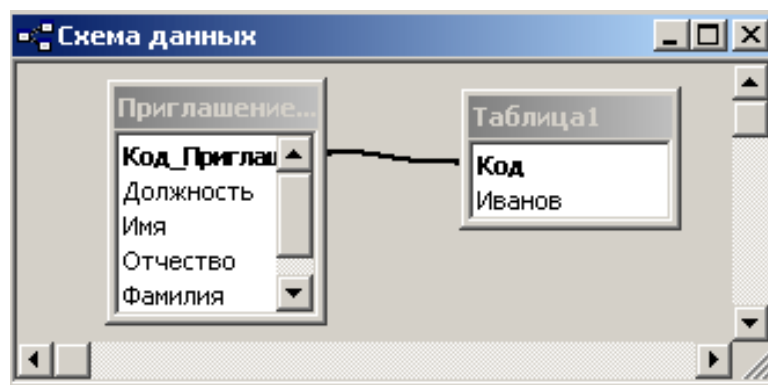 Схема данных
Приглашение...
Код_Приглаш
Должность
Имя
Отчество
Фамилия
Таблица1
Код
Иванов